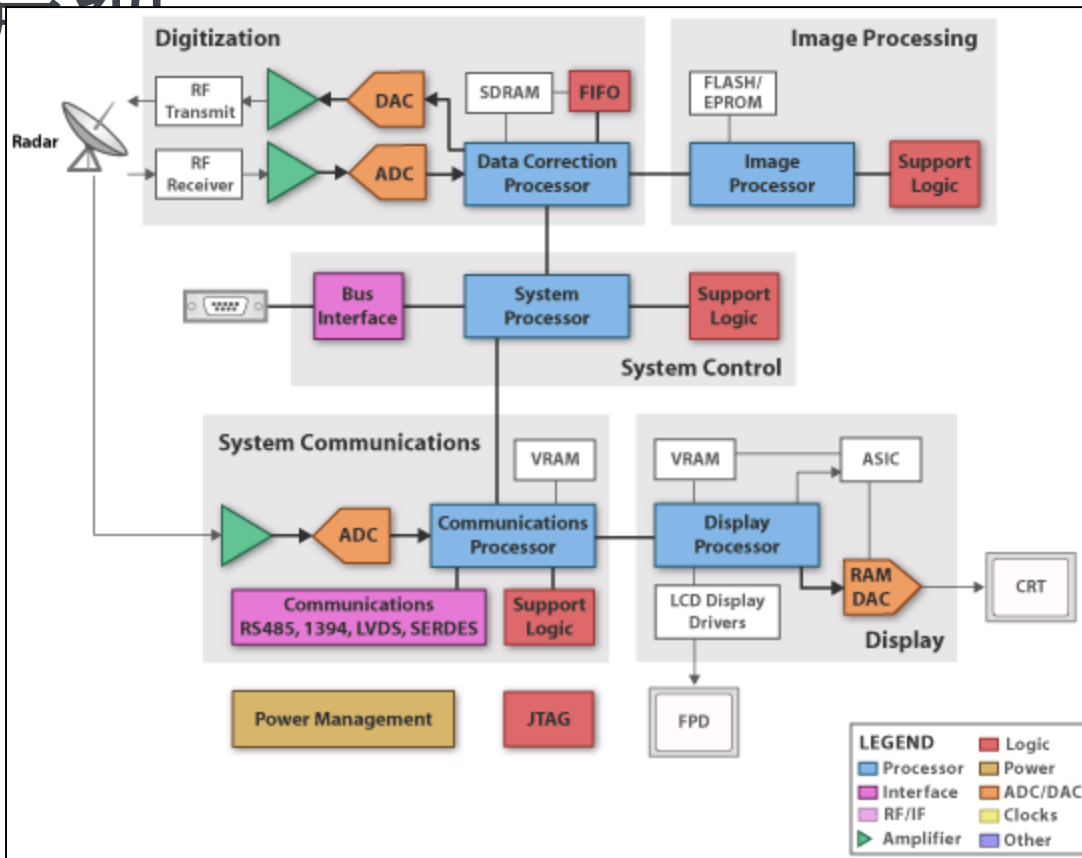 Digitization
Image Processing
RF
Transmit
DAC
SDRAM
FIFO
FLASH/
EPROM
Radar
RF
Receiver
ADC
Data Correction
Processor
Image
Processor
Support
Logic
Bus
Interface
System
Processor
Support
Logic
System Control
System Communications
VRAM
VRAM
ASIC
ADC
Communications
Processor
Display
Processor
RAM
DAC
CRT
Communications
RS485, 1394, LVDS, SERDES
Support
Logic
LCD Display
Drivers
Display
Power Management
JTAG
FPD
LEGEND
Processor
Interface
RF/IF
Amplifier
Logic
Power
ADC/DAC
Clocks
Other